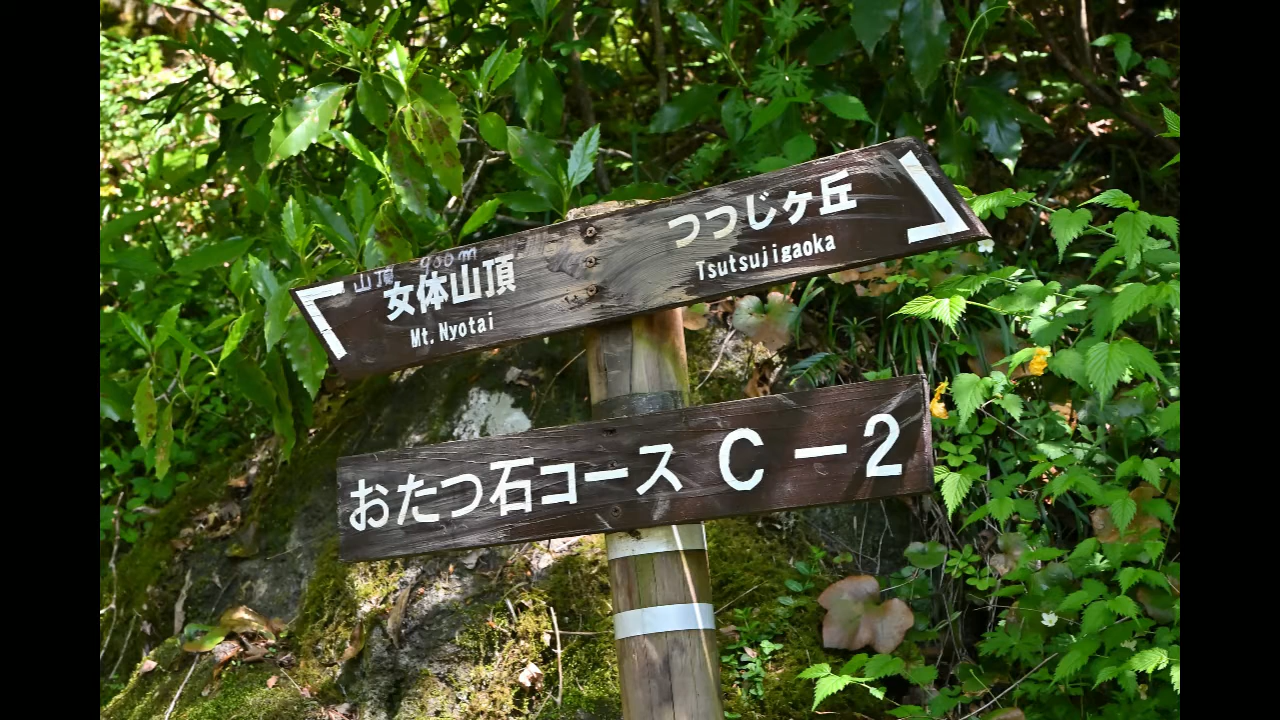 山頂 900m
女体山頂
Mt.Nyotai
つつじヶ丘
Tsutsujigaoka
おたつ石コース C－2